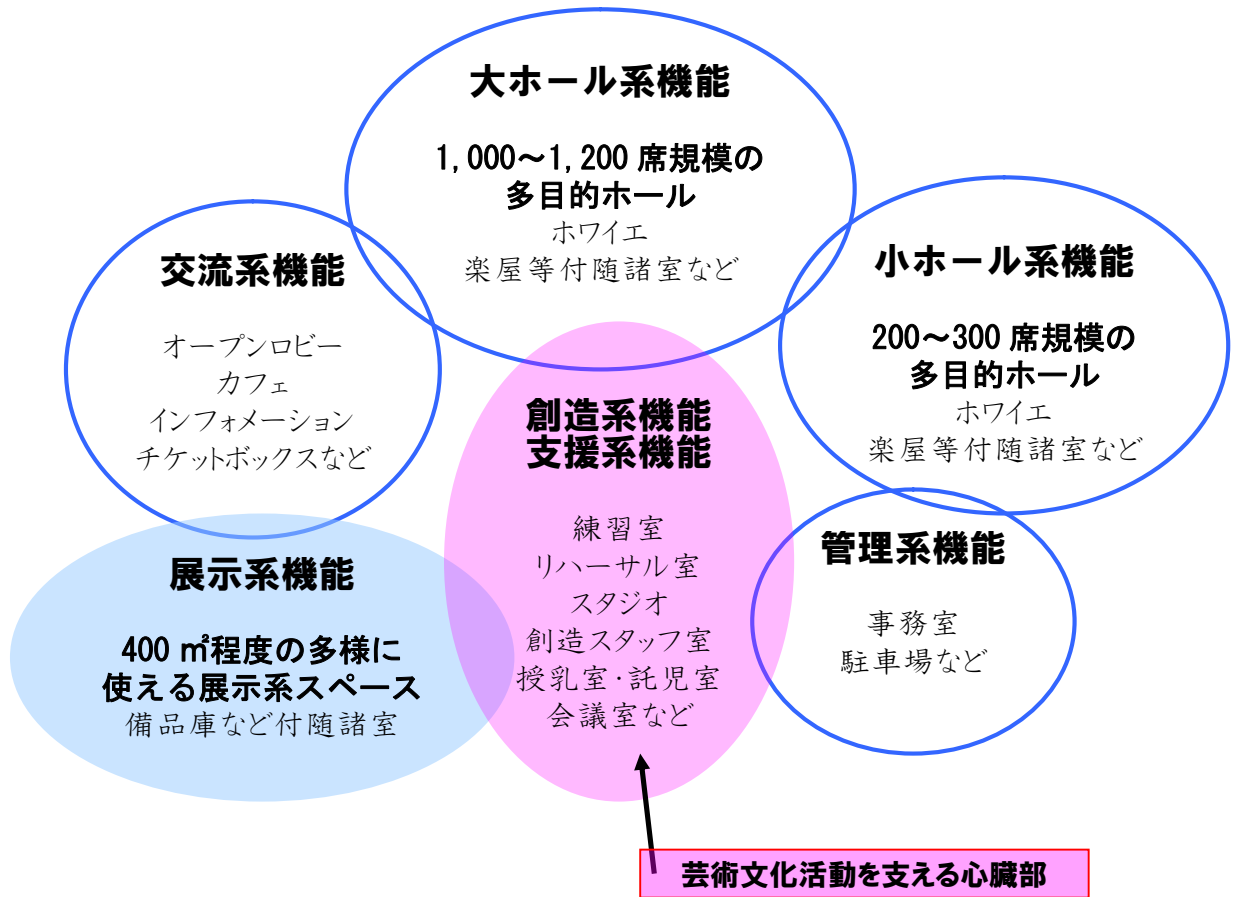 大ホール系機能
1,000～1,200 席規模の
多目的ホール
ホワイエ
楽屋等付随諸室など
交流系機能
オープンロビー
カフェ
インフォメーション
チケットボックスなど
小ホール系機能
200～300 席規模の
多目的ホール
ホワイエ
楽屋等付随諸室など
創造系機能
支援系機能
練習室
リハーサル室
スタジオ
創造スタッフ室
授乳室・託児室
会議室など
展示系機能
400 ㎡程度の多様に
使える展示系スペース
備品庫など付随諸室
管理系機能
事務室
駐車場など
芸術文化活動を支える心臓部